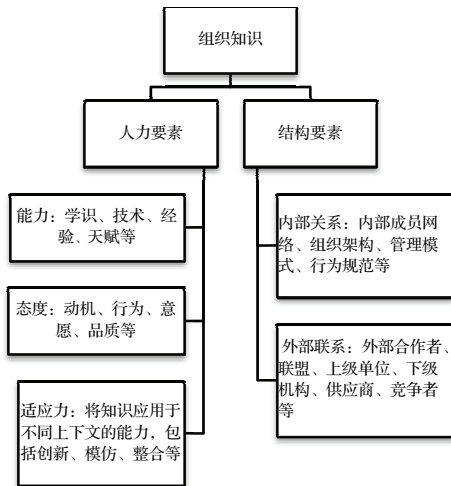 组织知识
人力要素
结构要素
能力：学识、技术、经
验、天赋等
态度：动机、行为、意
愿、品质等
适应力：将知识应用于
不同上下文的能力，包
括创新、模仿、整合等
内部关系：内部成员网
络、组织架构、管理模
式、行为规范等
外部联系：外部合作者、
联盟、上级单位、下级
机构、供应商、竞争者
等